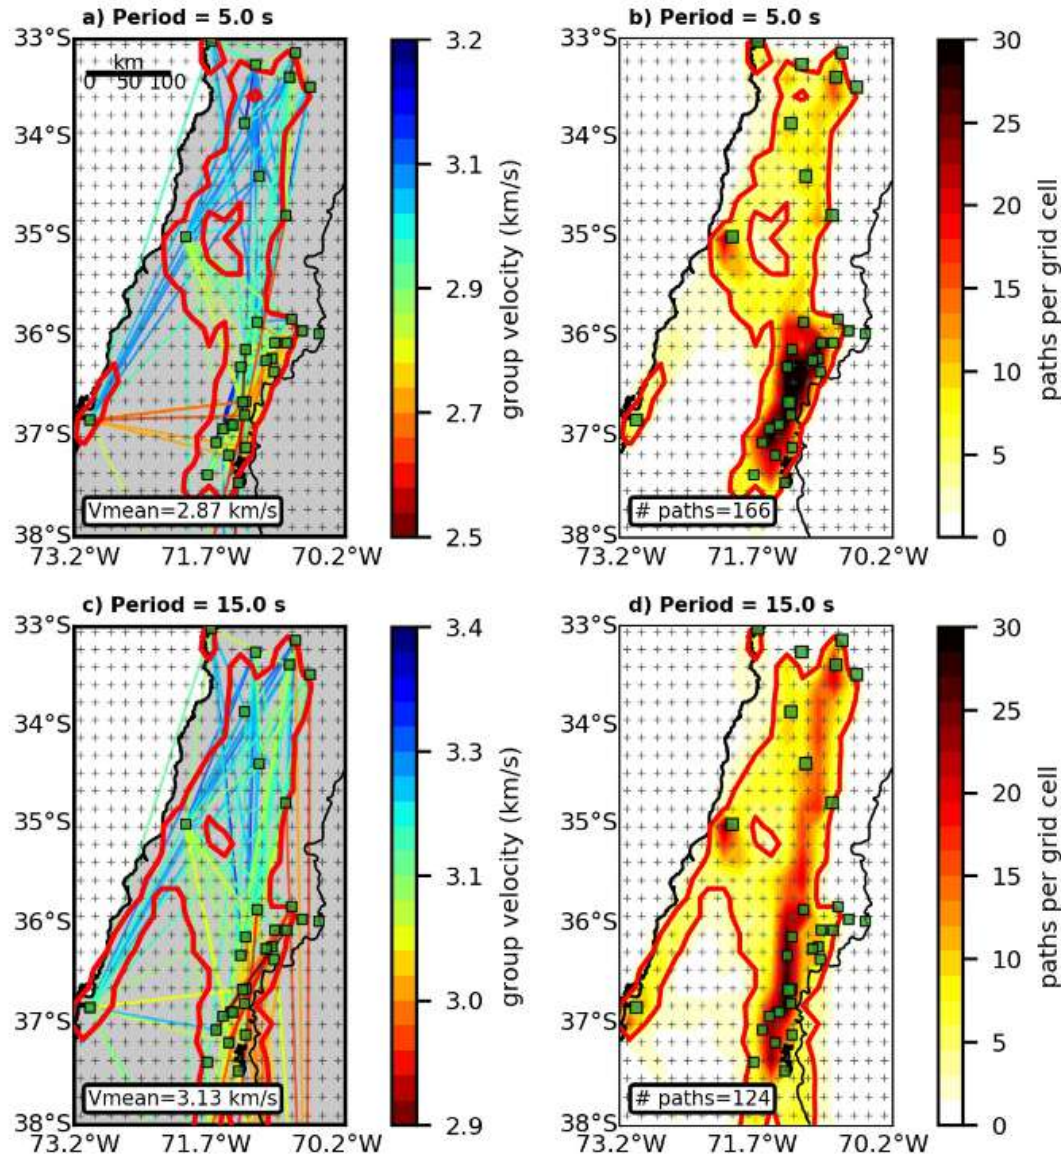 a) Period = 5.0 s
33°S
34°S
35°S
36°S
37°S
38°S
km
0 50 100
Vmean=2.87 km/s
73.2°W 71.7°W 70.2°W
3.2
3.1
2.9
2.7
2.5
group velocity (km/s)
b) Period = 5.0 s
33°S
34°S
35°S
36°S
37°S
38°S
# paths=166
73.2°W 71.7°W 70.2°W
30
25
20
15
10
5
0
paths per grid cell
c) Period = 15.0 s
33°S
34°S
35°S
36°S
37°S
38°S
Vmean=3.13 km/s
73.2°W 71.7°W 70.2°W
3.4
3.3
3.1
3.0
2.9
group velocity (km/s)
d) Period = 15.0 s
33°S
34°S
35°S
36°S
37°S
38°S
# paths=124
73.2°W 71.7°W 70.2°W
30
25
20
15
10
5
0
paths per grid cell